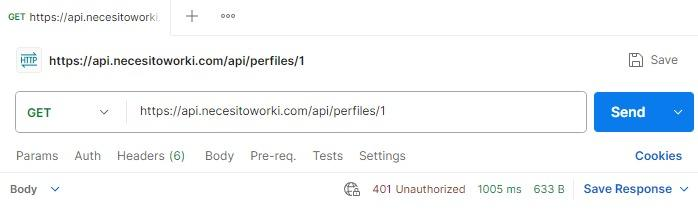 GET https://api.necesitoworki.
HTTP https://api.necesitoworki.com/api/perfiles/1 Save
GET https://api.necesitoworki.com/api/perfiles/1 Send
Params Auth Headers (6) Body Pre-req. Tests Settings Cookies
Body 401 Unauthorized 1005 ms 633 B Save Response